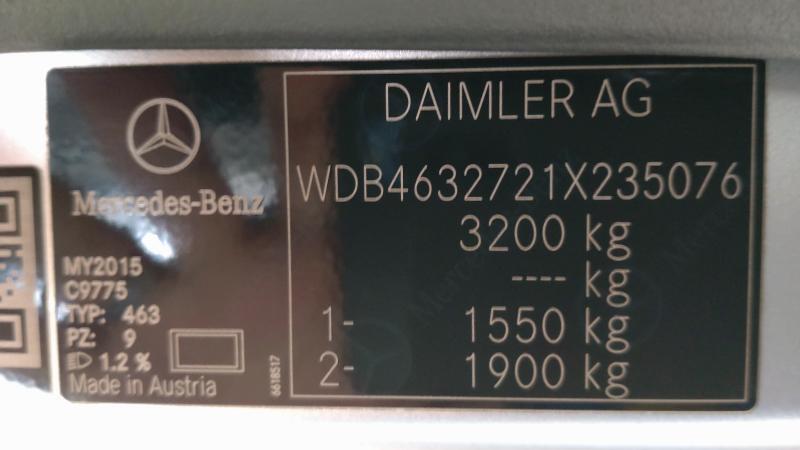 Mercedes-Benz
MY2015
C9775
TYP: 463
PZ: 9
1.2 %
Made in Austria
6618517
DAIMLER AG
WDB4632721X235076
3200 kg
---- kg
1- 1550 kg
2- 1900 kg